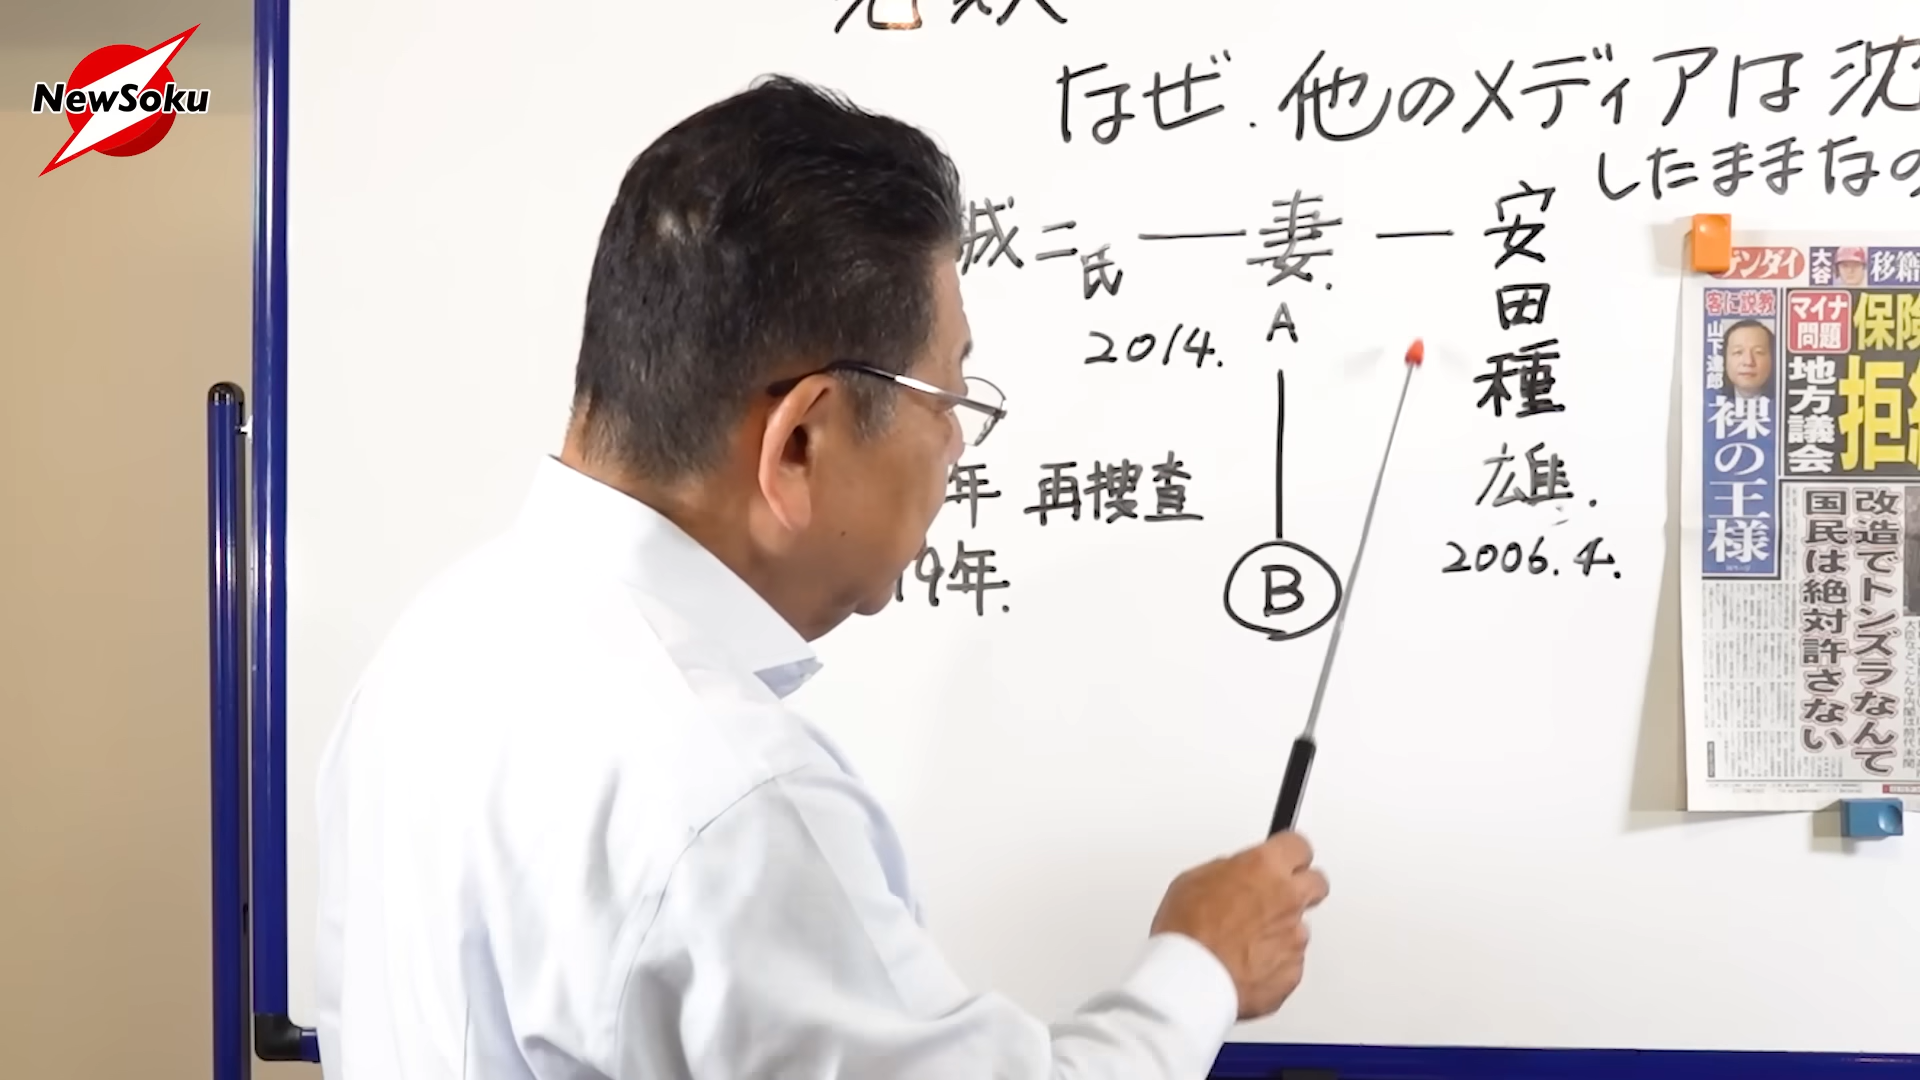 NewSoku
なぜ、他のメディアは沈
したままなの
誠二氏 ― 妻. ― 安田種雄.
2014.
A
B
年 再捜査
19年.
2006.4.
ゲンダイ
大谷
移籍
客に説教
山下達郎
裸の王様
マイナ問題
保険
地方議会
拒
改造でトンズラなんて
国民は絶対許さない